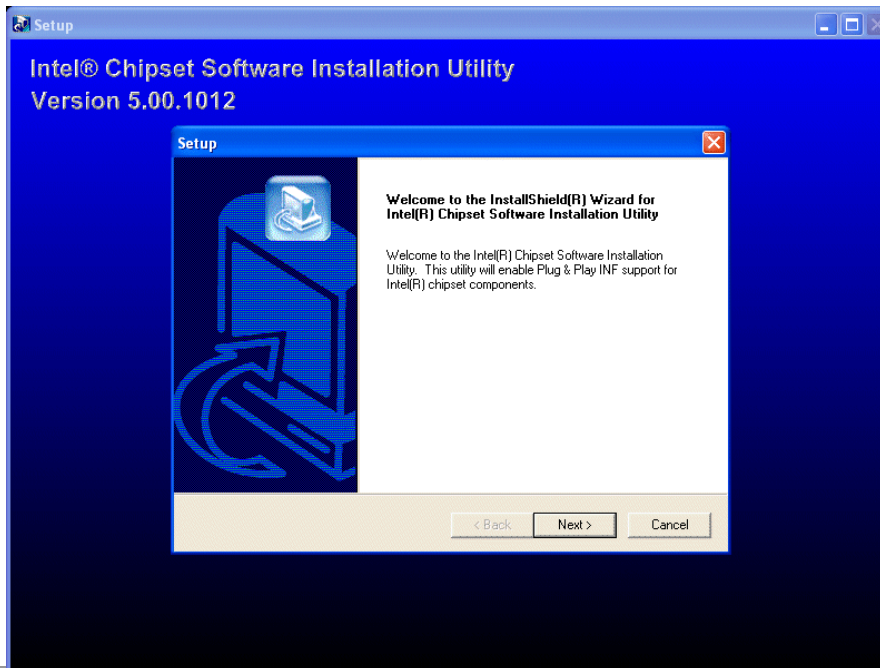 Setup
Intel® Chipset Software Installation Utility
Version 5.00.1012
Setup
Welcome to the InstallShield(R) Wizard for
Intel(R) Chipset Software Installation Utility
Welcome to the Intel(R) Chipset Software Installation
Utility. This utility will enable Plug & Play INF support for
Intel(R) chipset components.
< Back
Next >
Cancel